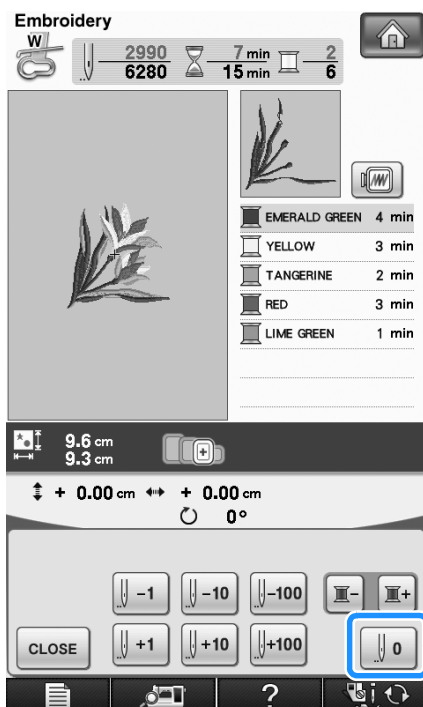 Embroidery
W
2990 7 min 2
6280 15 min 6
EMERALD GREEN 4 min
YELLOW 3 min
TANGERINE 2 min
RED 3 min
LIME GREEN 1 min
9.6 cm
9.3 cm
+ 0.00 cm + 0.00 cm
0°
-1 -10 -100 - +
CLOSE +1 +10 +100 0
?